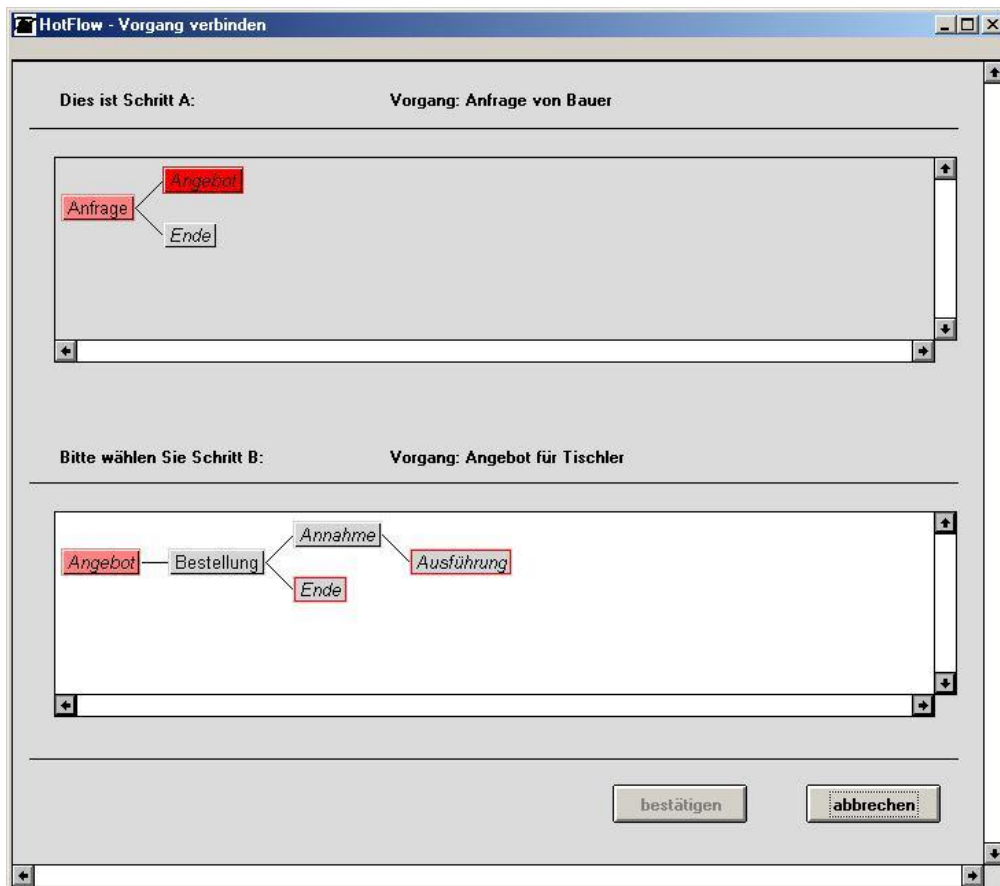 HotFlow - Vorgang verbinden
Dies ist Schritt A: Vorgang: Anfrage von Bauer
Angebot
Anfrage
Ende
Bitte wählen Sie Schritt B: Vorgang: Angebot für Tischler
Annahme
Angebot Bestellung Ausführung
Ende
bestätigen abbrechen